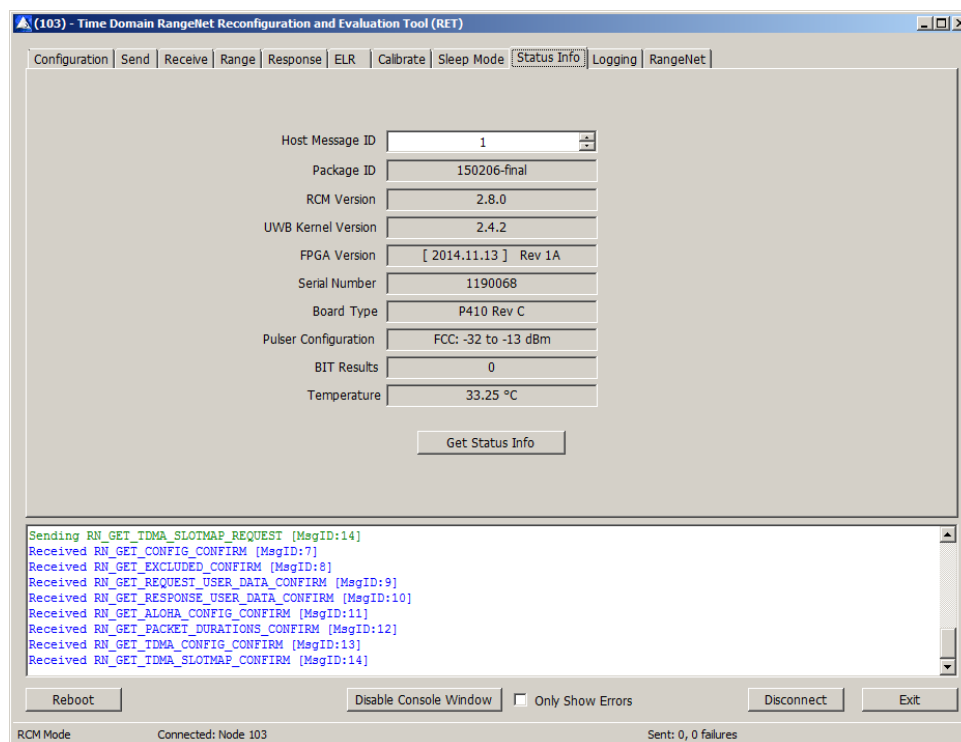 (103) - Time Domain RangeNet Reconfiguration and Evaluation Tool (RET)
Configuration Send Receive Range Response ELR Calibrate Sleep Mode Status Info Logging RangeNet
Host Message ID 1
Package ID 150206-final
RCM Version 2.8.0
UWB Kernel Version 2.4.2
FPGA Version [ 2014.11.13 ] Rev 1A
Serial Number 1190068
Board Type P410 Rev C
Pulser Configuration FCC: -32 to -13 dBm
BIT Results 0
Temperature 33.25 °C
Get Status Info
Sending RN_GET_TDMA_SLOTMAP_REQUEST [MsgID:14]
Received RN_GET_CONFIG_CONFIRM [MsgID:7]
Received RN_GET_EXCLUDED_CONFIRM [MsgID:8]
Received RN_GET_REQUEST_USER_DATA_CONFIRM [MsgID:9]
Received RN_GET_RESPONSE_USER_DATA_CONFIRM [MsgID:10]
Received RN_GET_ALOHA_CONFIG_CONFIRM [MsgID:11]
Received RN_GET_PACKET_DURATIONS_CONFIRM [MsgID:12]
Received RN_GET_TDMA_CONFIG_CONFIRM [MsgID:13]
Received RN_GET_TDMA_SLOTMAP_CONFIRM [MsgID:14]
Reboot Disable Console Window Only Show Errors Disconnect Exit
RCM Mode Connected: Node 103 Sent: 0, 0 failures